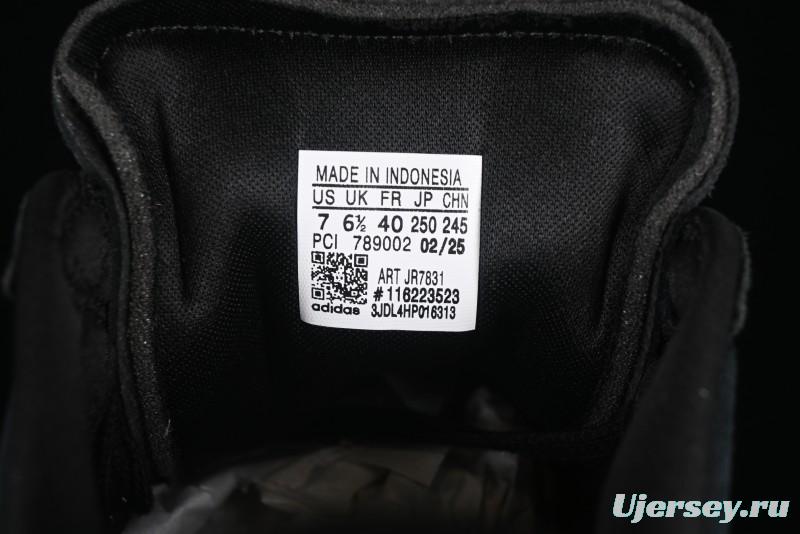 MADE IN INDONESIA
US UK FR JP CHN
7 6½ 40 250 245
PCI 789002 02/25
ART JR7831
#116223523
adidas 3JDL4HP016313
Ujersey.ru